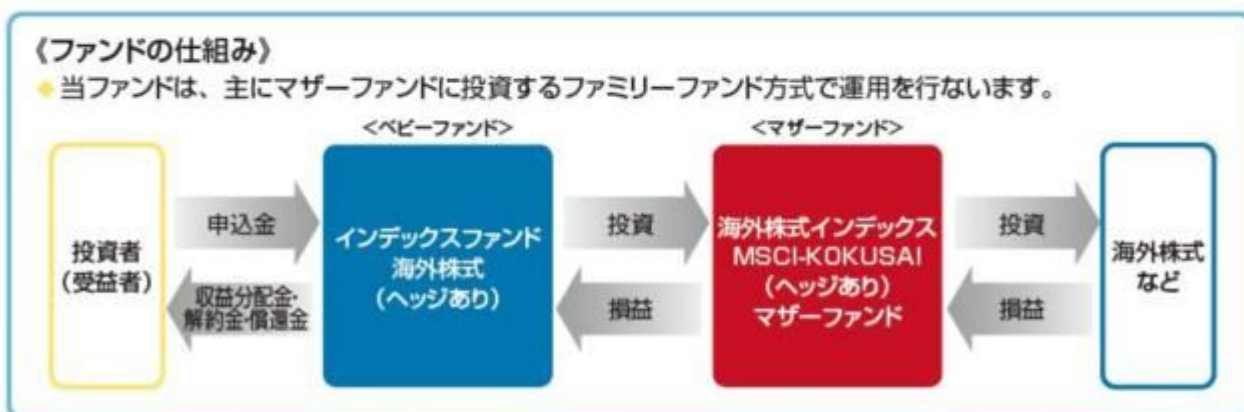 《ファンドの仕組み》
◆当ファンドは、主にマザーファンドに投資するファミリーファンド方式で運用を行ないます。
<ベビーファンド>
<マザーファンド>
投資者
(受益者)
申込金
収益分配金・
解約金・償還金
インデックスファンド
海外株式
(ヘッジあり)
投資
損益
海外株式インデックス
MSCI-KOKUSAI
(ヘッジあり)
マザーファンド
投資
損益
海外株式
など